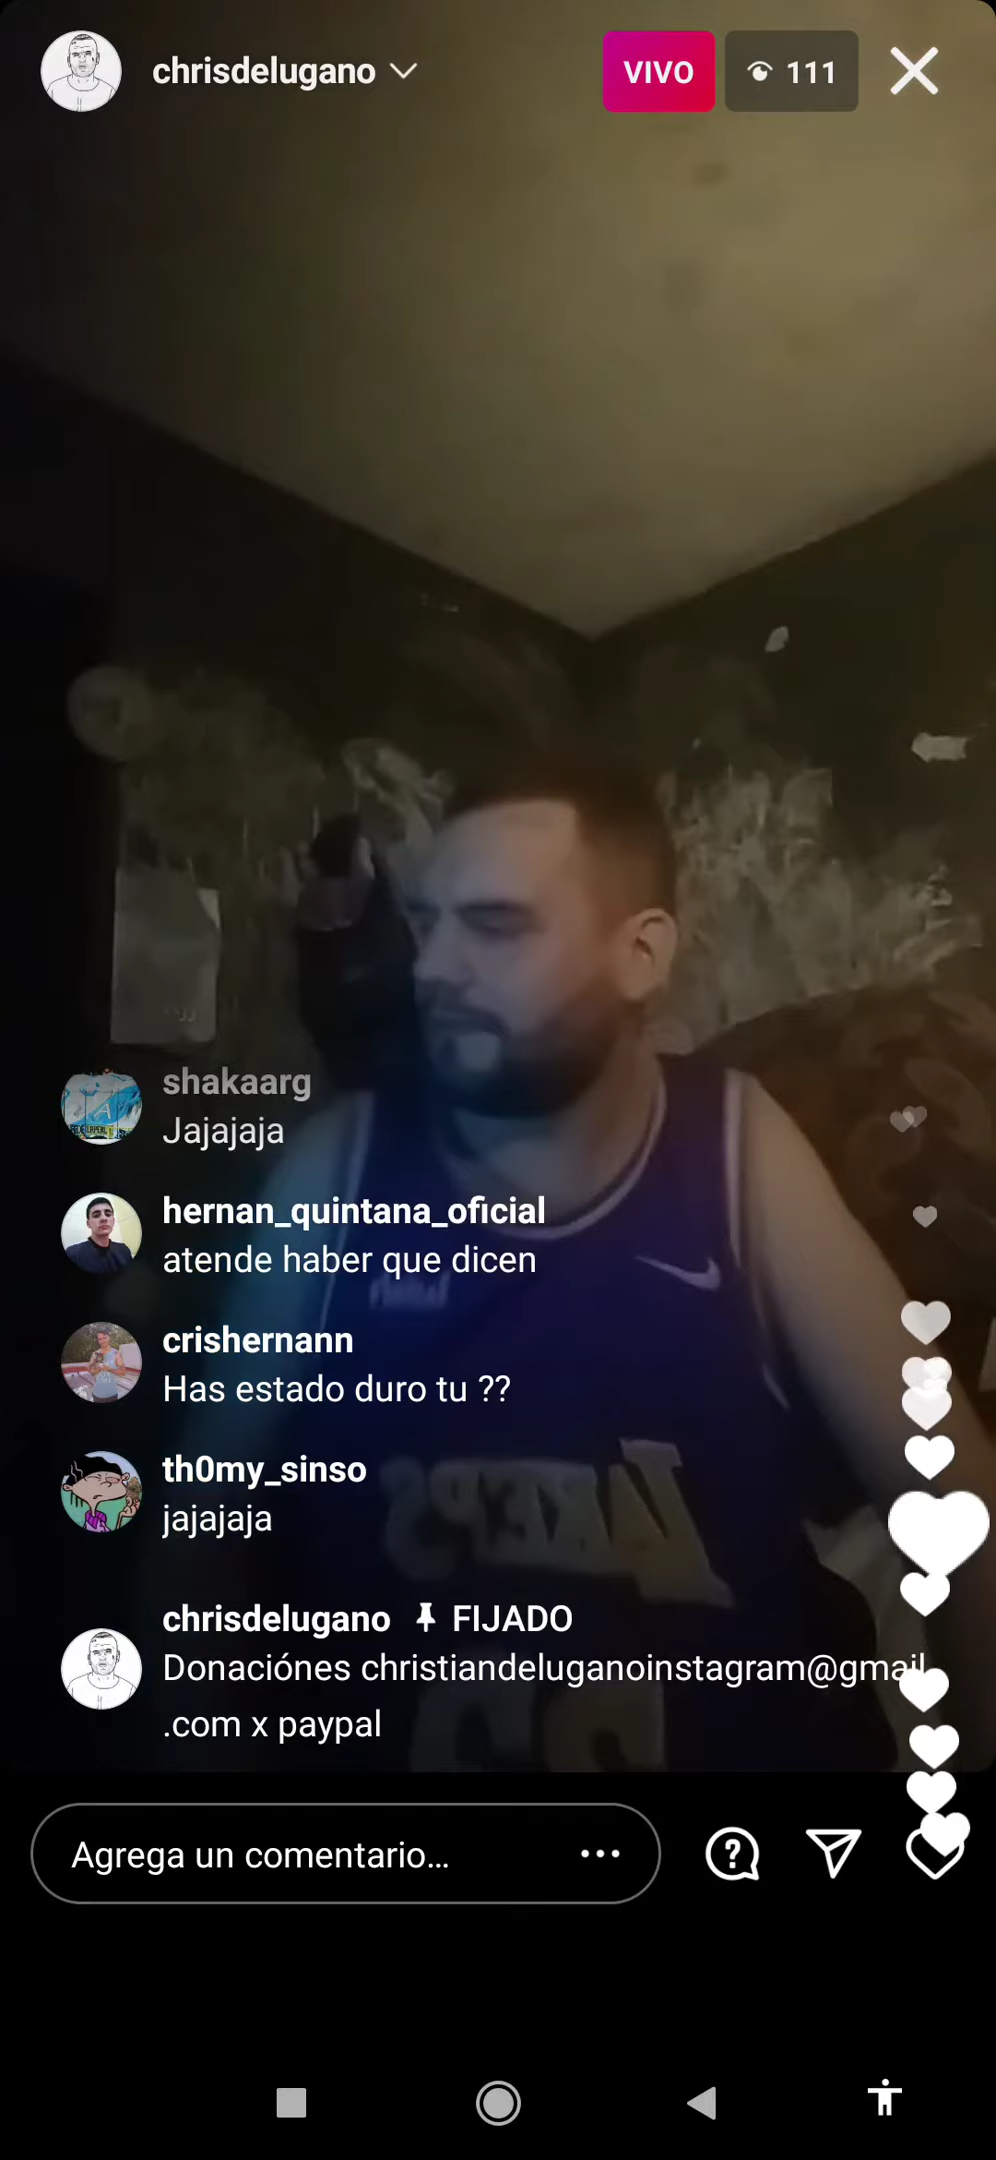 chrisdelugano
VIVO
111
shakaarg
Jajajaja
hernan_quintana_oficial
atende haber que dicen
crishernann
Has estado duro tu ??
th0my_sinso
jajajaja
chrisdelugano FIJADO
Donaciónes christiandeluganoinstagram@gmail
.com x paypal
LAKERS
Agrega un comentario...